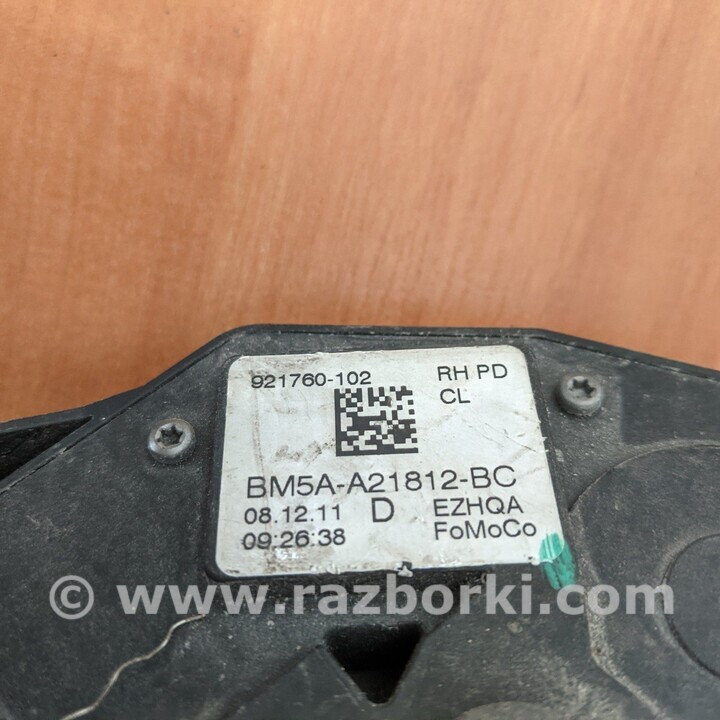 921760-102 RH PD
CL
BM5A-A21812-BC
08.12.11 D EZHQA
09:26:38 FoMoCo
© www.razborki.com